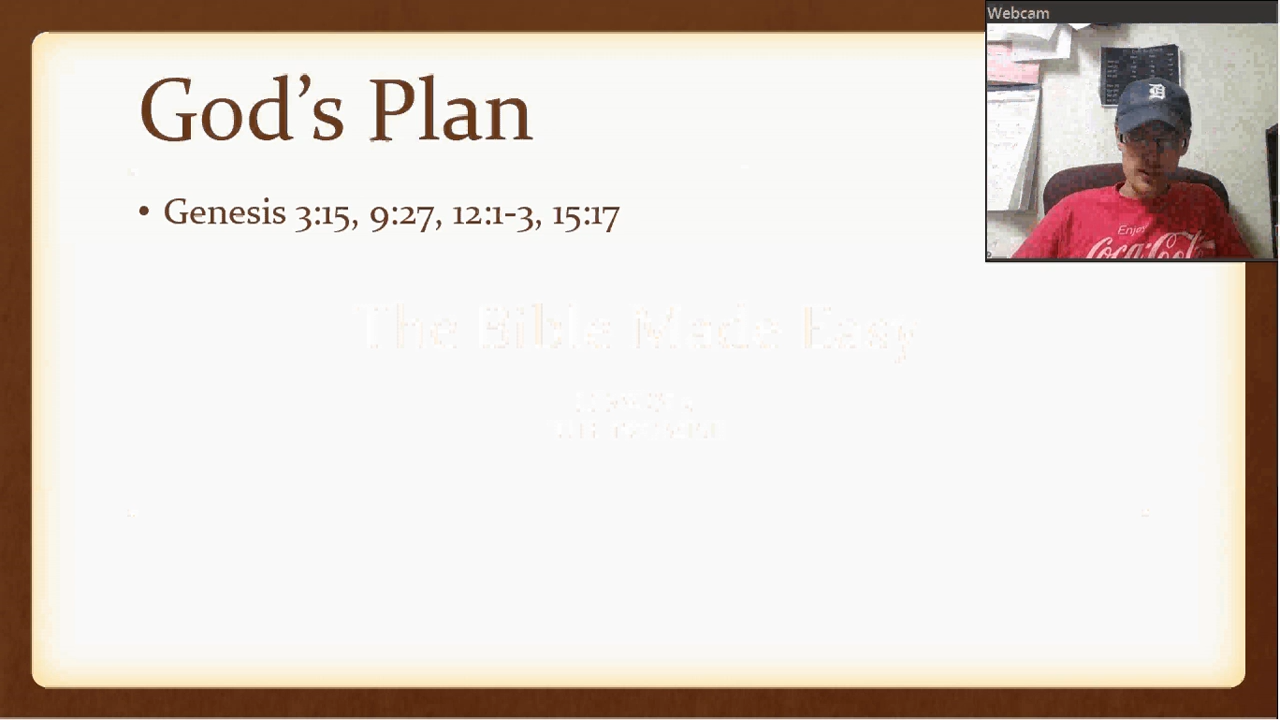 God's Plan
• Genesis 3:15, 9:27, 12:1-3, 15:17
Webcam
D
Enjoy
Coca-Cola
The Bible Made Easy